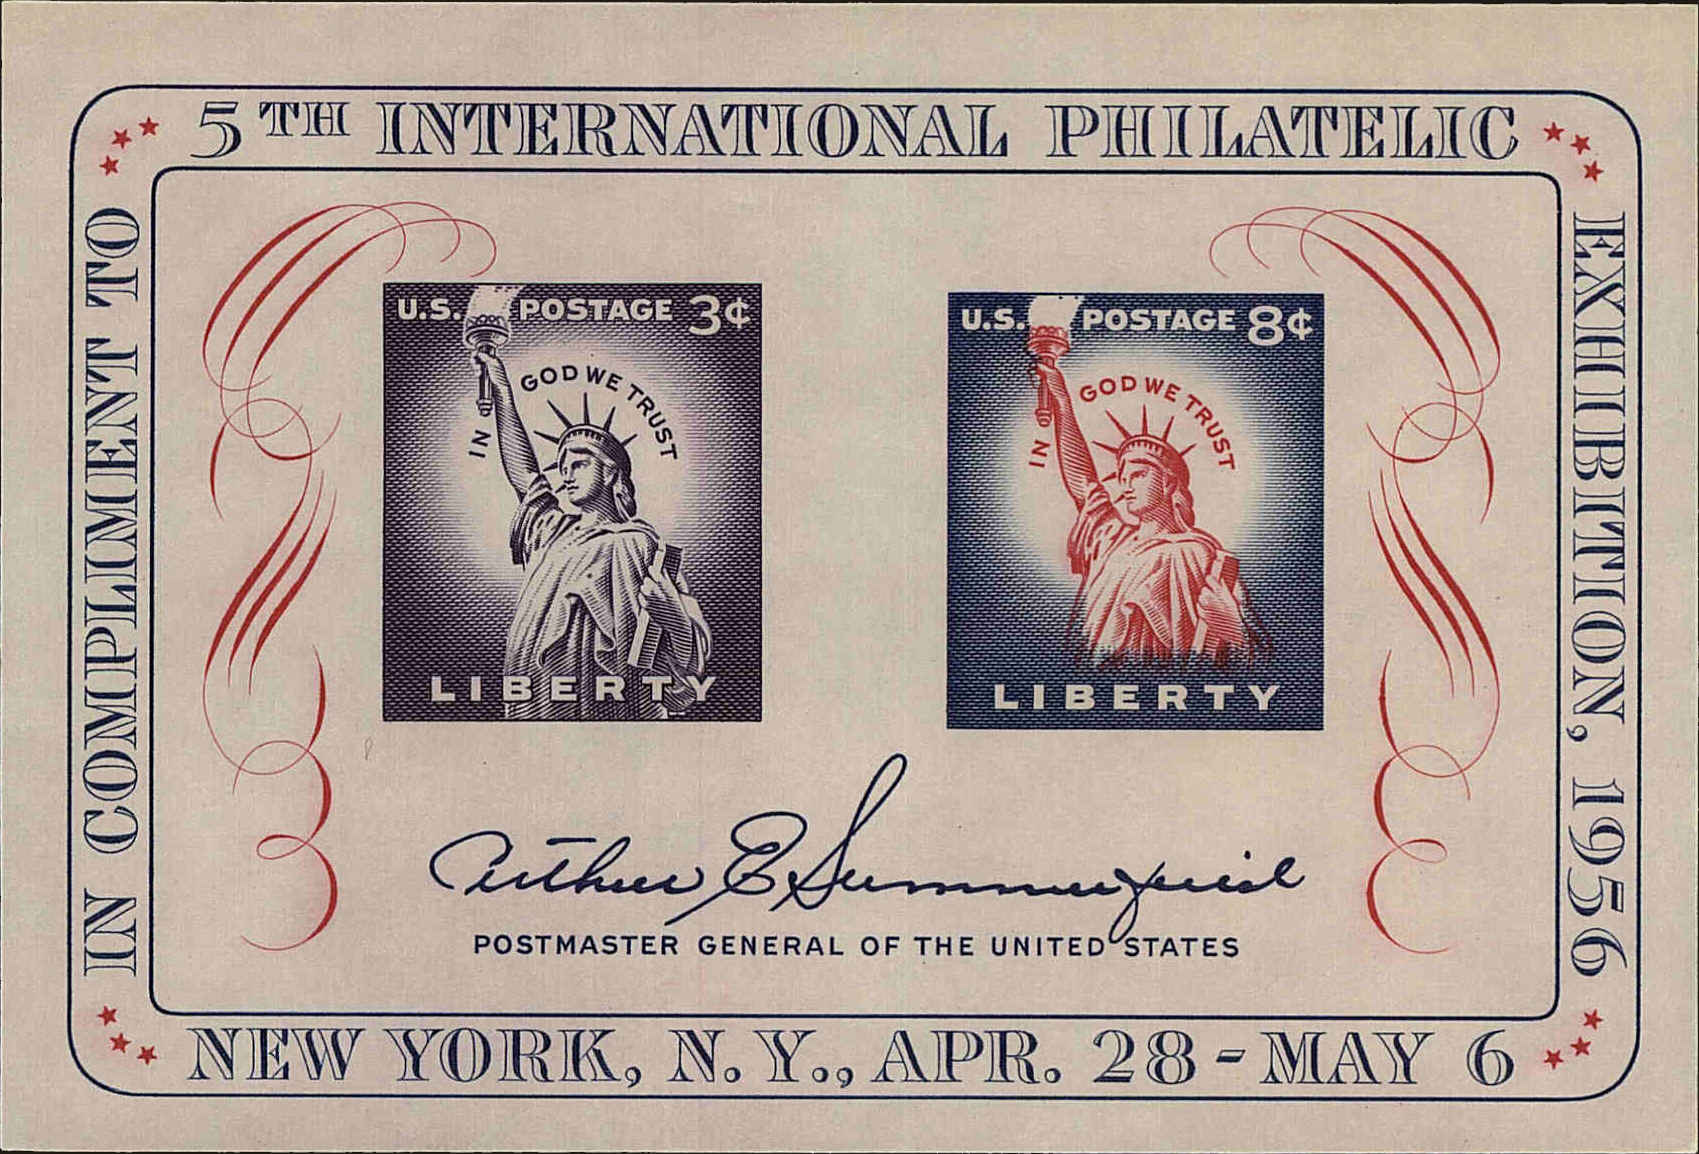 IN COMPLIMENT TO
5TH INTERNATIONAL PHILATELIC
EXHIBITION, 1956
U.S. POSTAGE 3¢
IN GOD WE TRUST
LIBERTY
U.S. POSTAGE 8¢
IN GOD WE TRUST
LIBERTY
Arthur E Summerfield
POSTMASTER GENERAL OF THE UNITED STATES
NEW YORK, N.Y., APR. 28 - MAY 6